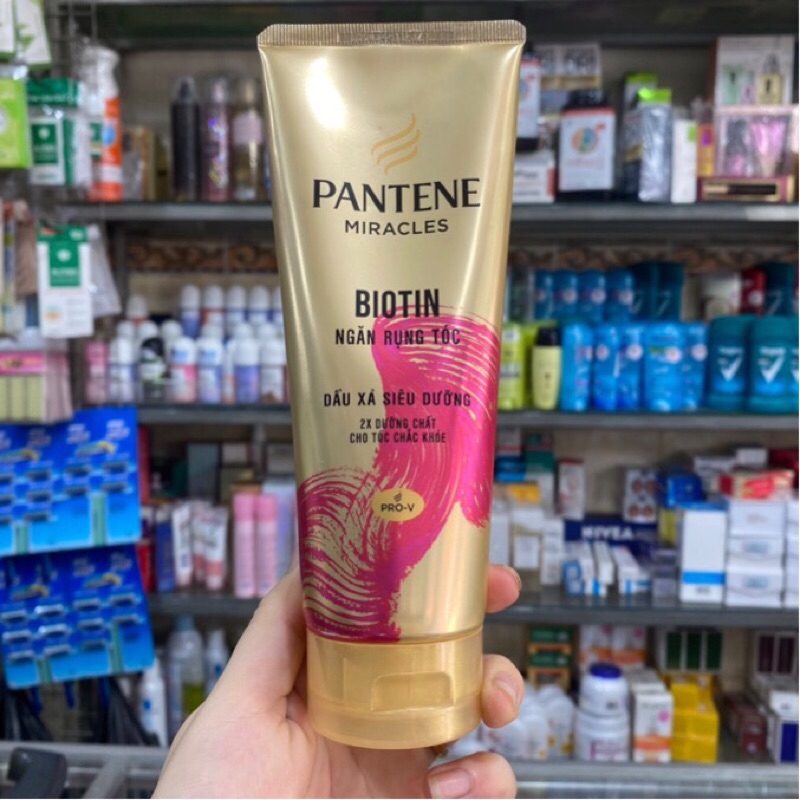 PANTENE
MIRACLES
BIOTIN
NGĂN RỤNG TÓC
DẦU XẢ SIÊU DƯỠNG
2X DƯỠNG CHẤT
CHO TÓC CHẮC KHỎE
PRO-V
NIVEA